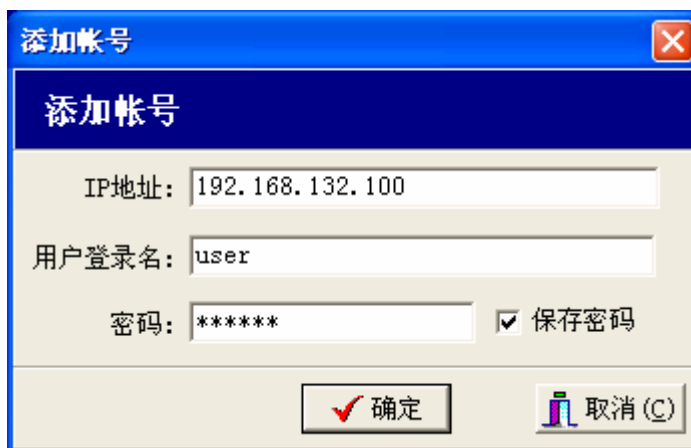 添加帐号
添加帐号
IP地址: 192.168.132.100
用户登录名: user
密码: ****** 保存密码
确定 取消(C)